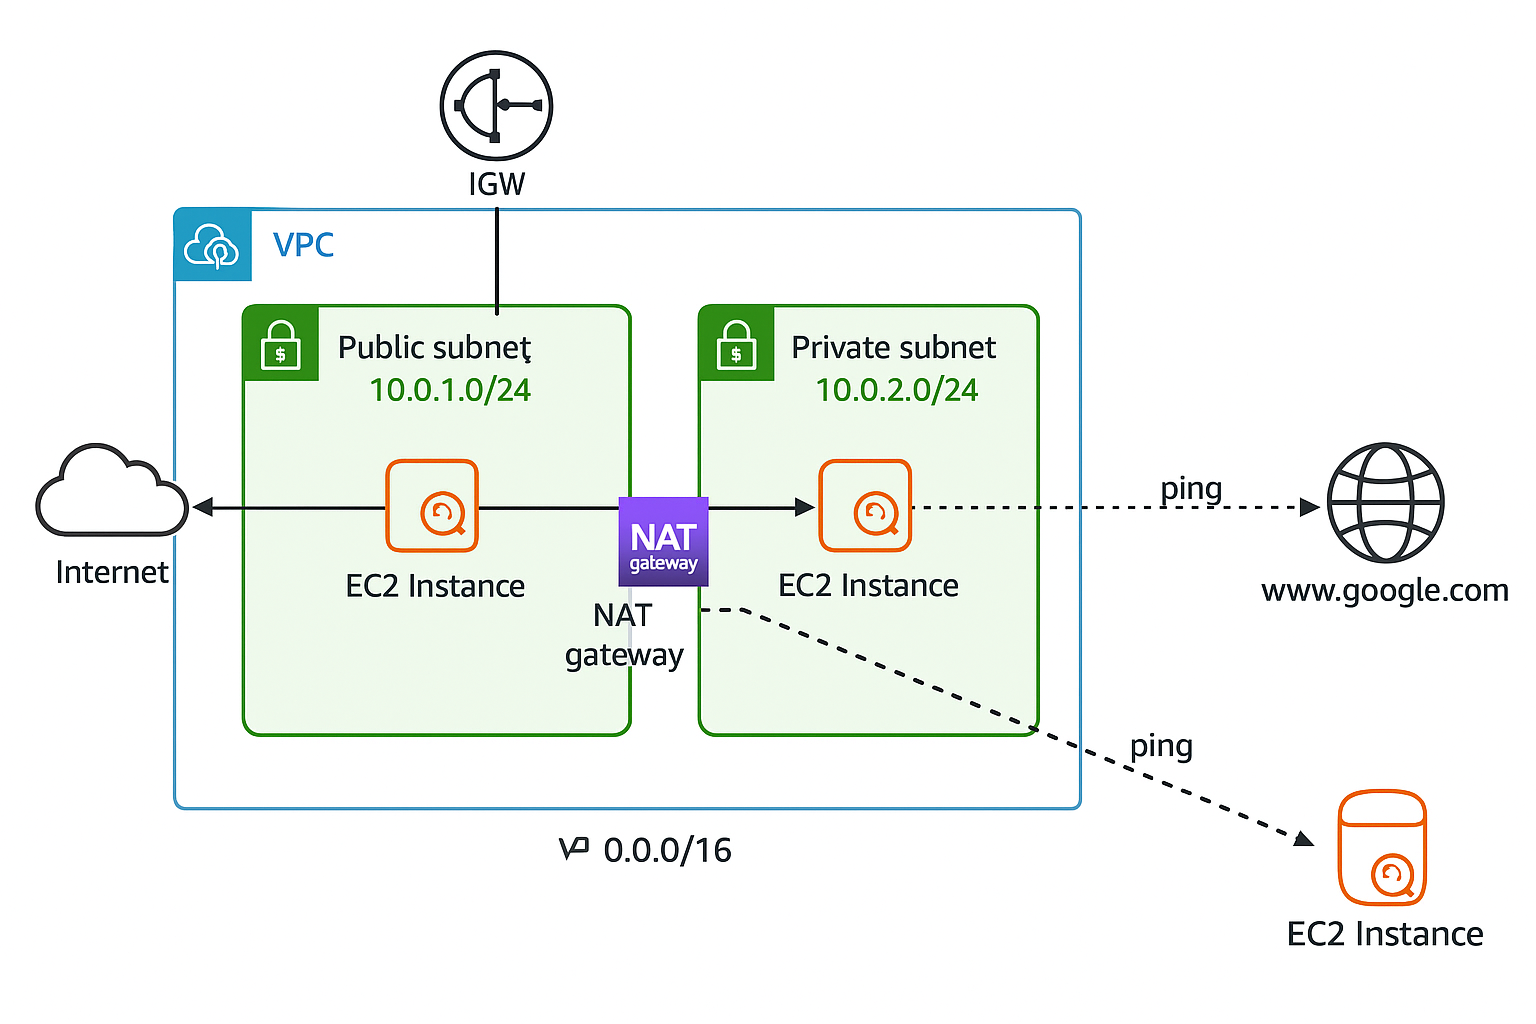 IGW
VPC
Public subnet
10.0.1.0/24
Private subnet
10.0.2.0/24
ping
NAT
gateway
Internet
EC2 Instance
EC2 Instance
www.google.com
NAT
gateway
ping
0.0.0/16
EC2 Instance